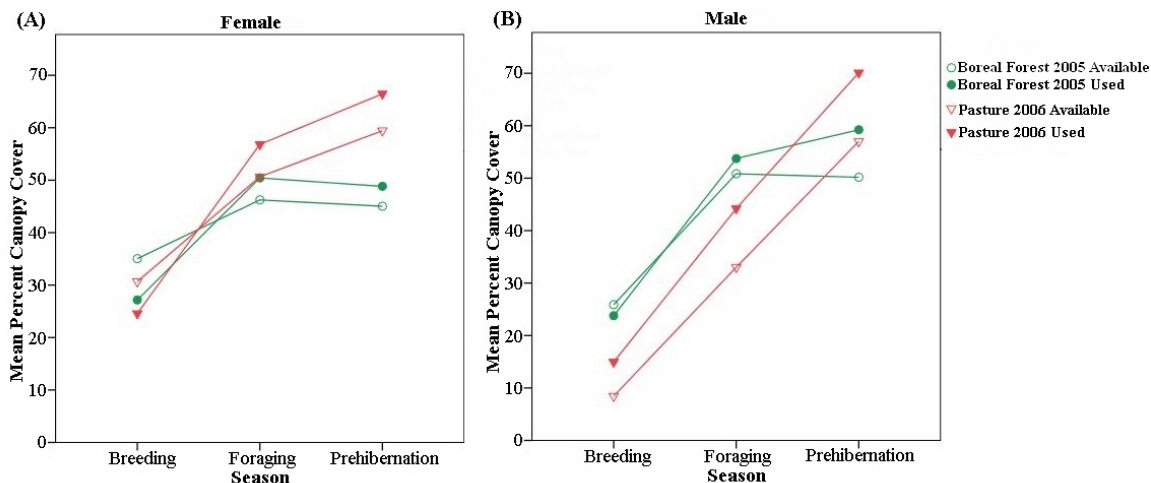 (A)
Female
Mean Percent Canopy Cover
70
60
50
40
30
20
10
0
Breeding Foraging Prehibernation
Season
(B)
Male
Mean Percent Canopy Cover
70
60
50
40
30
20
10
0
Breeding Foraging Prehibernation
Season
Boreal Forest 2005 Available
Boreal Forest 2005 Used
Pasture 2006 Available
Pasture 2006 Used